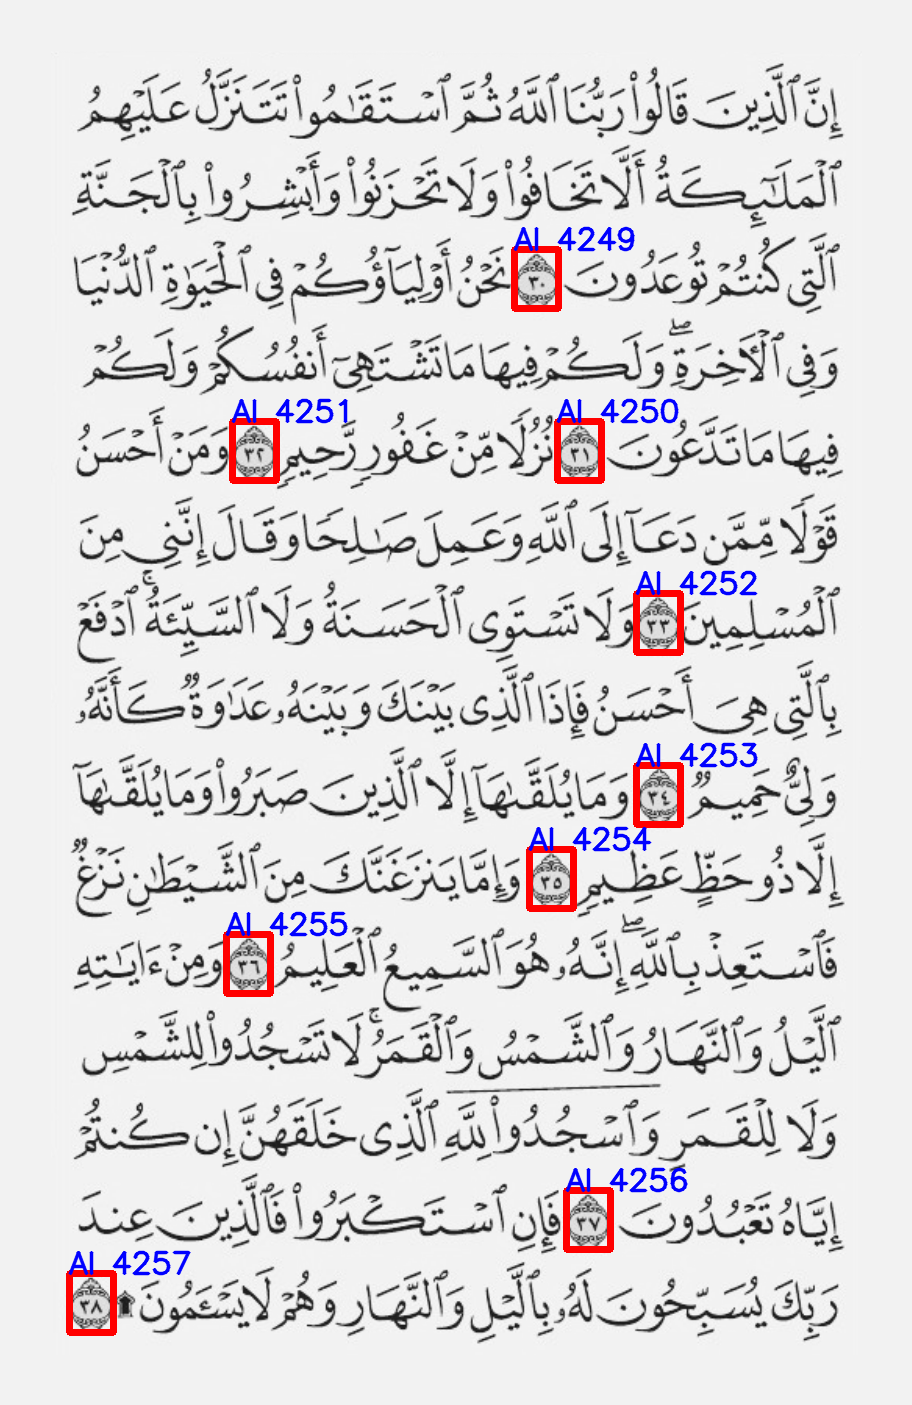 إِنَّ ٱلَّذِينَ قَالُوا۟ رَبُّنَا ٱللَّهُ ثُمَّ ٱسْتَقَـٰمُوا۟ تَتَنَزَّلُ عَلَيْهِمُ
ٱلْمَلَـٰٓئِكَةُ أَلَّا تَخَافُوا۟ وَلَا تَحْزَنُوا۟ وَأَبْشِرُوا۟ بِٱلْجَنَّةِ
AI 4249
ٱلَّتِى كُنتُمْ تُوعَدُونَ ٣٠ نَحْنُ أَوْلِيَآؤُكُمْ فِى ٱلْحَيَوٰةِ ٱلدُّنْيَا
وَفِى ٱلْـَٔاخِرَةِ ۖ وَلَكُمْ فِيهَا مَا تَشْتَهِىٓ أَنفُسُكُمْ وَلَكُمْ
AI 4250 AI 4251
فِيهَا مَا تَدَّعُونَ ٣١ نُزُلًا مِّنْ غَفُورٍ رَّحِيمٍ ٣٢ وَمَنْ أَحْسَنُ
قَوْلًا مِّمَّن دَعَآ إِلَى ٱللَّهِ وَعَمِلَ صَـٰلِحًا وَقَالَ إِنَّنِى مِنَ
AI 4252
ٱلْمُسْلِمِينَ ٣٣ وَلَا تَسْتَوِى ٱلْحَسَنَةُ وَلَا ٱلسَّيِّئَةُ ۚ ٱدْفَعْ
بِٱلَّتِى هِىَ أَحْسَنُ فَإِذَا ٱلَّذِى بَيْنَكَ وَبَيْنَهُۥ عَدَٰوَةٌ كَأَنَّهُۥ
AI 4253
وَلِىٌّ حَمِيمٌ ٣٤ وَمَا يُلَقَّىٰهَآ إِلَّا ٱلَّذِينَ صَبَرُوا۟ وَمَا يُلَقَّىٰهَآ
AI 4254
إِلَّا ذُو حَظٍّ عَظِيمٍ ٣٥ وَإِمَّا يَنزَغَنَّكَ مِنَ ٱلشَّيْطَـٰنِ نَزْغٌ
AI 4255
فَٱسْتَعِذْ بِٱللَّهِ ۖ إِنَّهُۥ هُوَ ٱلسَّمِيعُ ٱلْعَلِيمُ ٣٦ وَمِنْ ءَايَـٰتِهِ
ٱلَّيْلُ وَٱلنَّهَارُ وَٱلشَّمْسُ وَٱلْقَمَرُ ۚ لَا تَسْجُدُوا۟ لِلشَّمْسِ
وَلَا لِلْقَمَرِ وَٱسْجُدُوا۟ لِلَّهِ ٱلَّذِى خَلَقَهُنَّ إِن كُنتُمْ
AI 4256
إِيَّاهُ تَعْبُدُونَ ٣٧ فَإِنِ ٱسْتَكْبَرُوا۟ فَٱلَّذِينَ عِندَ
AI 4257
رَبِّكَ يُسَبِّحُونَ لَهُۥ بِٱلَّيْلِ وَٱلنَّهَارِ وَهُمْ لَا يَسْـَٔمُونَ ۩ ٣٨